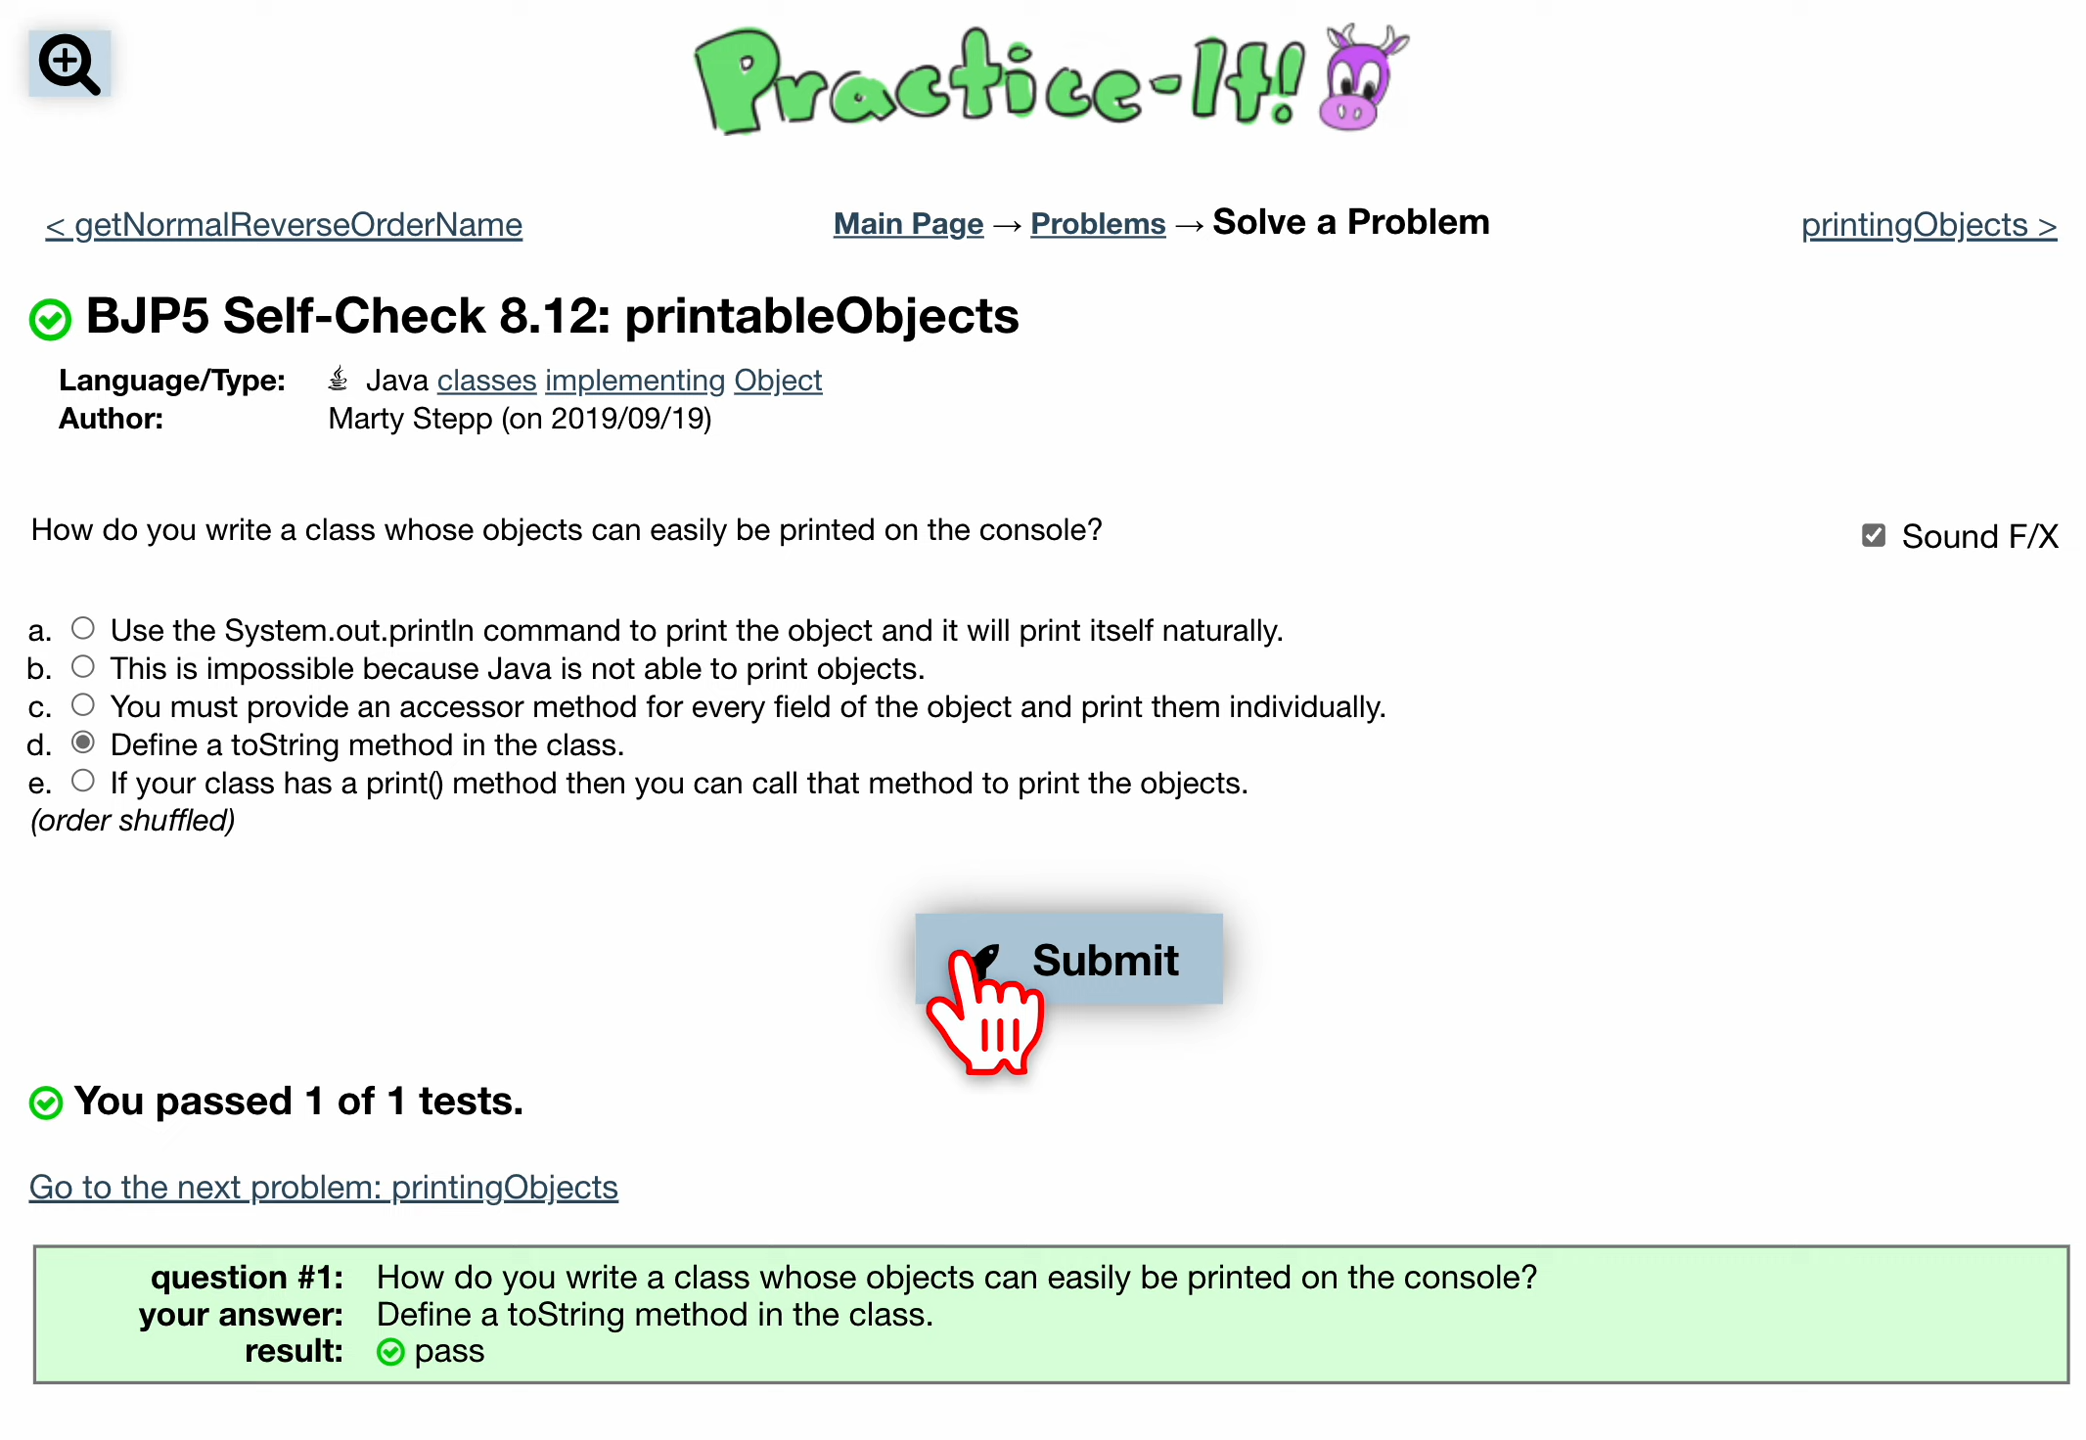 Practice-It!
< getNormalReverseOrderName
Main Page → Problems → Solve a Problem
printingObjects >
BJP5 Self-Check 8.12: printableObjects
Language/Type: Java classes implementing Object
Author: Marty Stepp (on 2019/09/19)
How do you write a class whose objects can easily be printed on the console?
Sound F/X
a. Use the System.out.println command to print the object and it will print itself naturally.
b. This is impossible because Java is not able to print objects.
c. You must provide an accessor method for every field of the object and print them individually.
d. Define a toString method in the class.
e. If your class has a print() method then you can call that method to print the objects.
(order shuffled)
Submit
You passed 1 of 1 tests.
Go to the next problem: printingObjects
question #1: How do you write a class whose objects can easily be printed on the console?
your answer: Define a toString method in the class.
result: pass